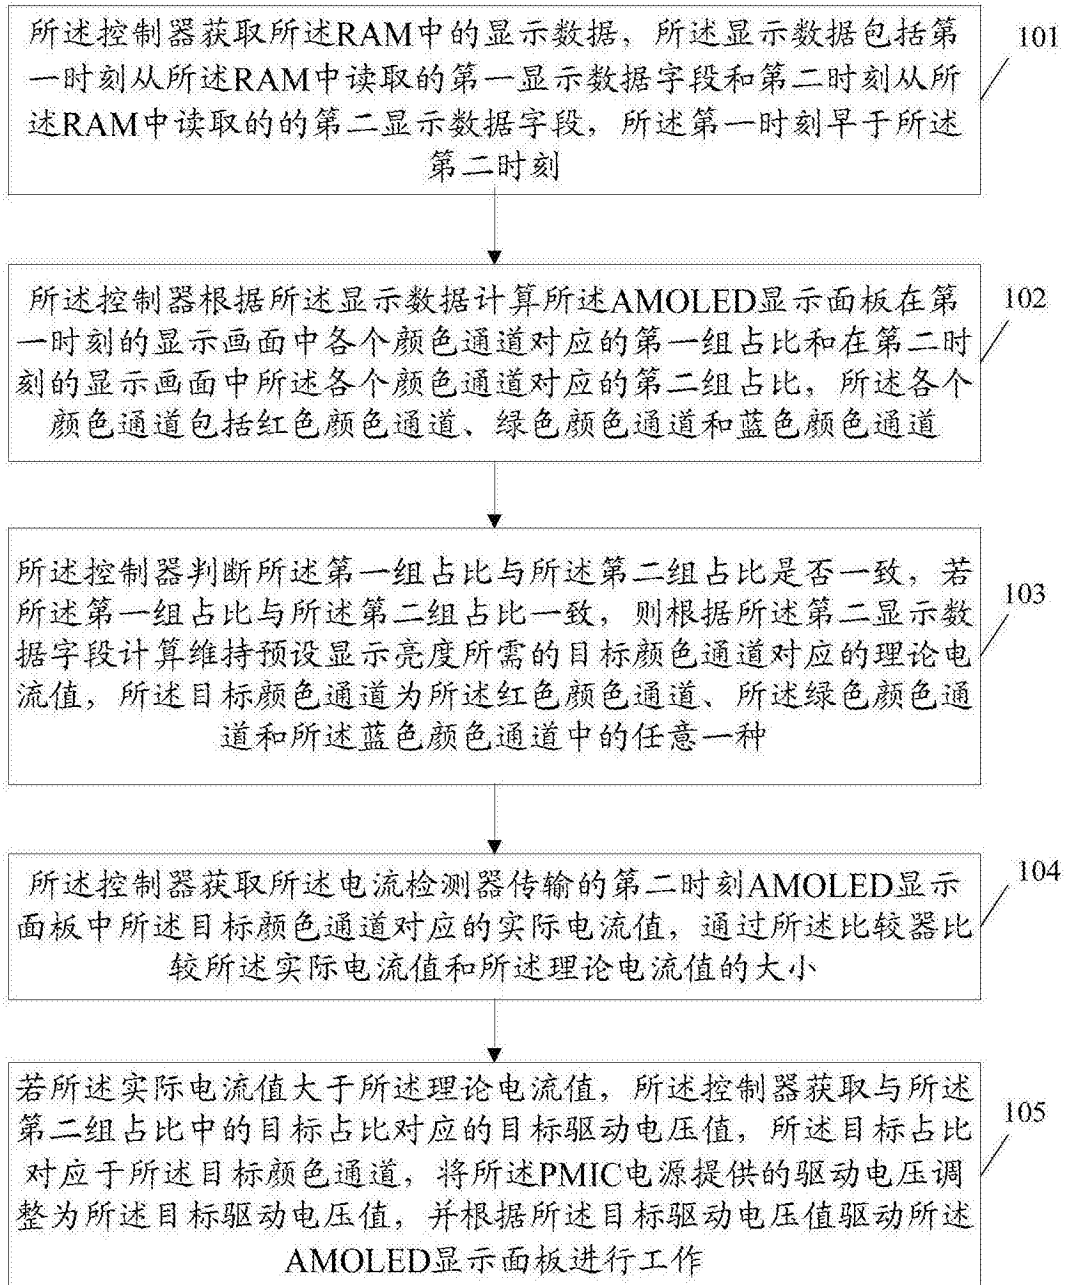 所述控制器获取所述RAM中的显示数据，所述显示数据包括第
一时刻从所述RAM中读取的第一显示数据字段和第二时刻从所
述RAM中读取的的第二显示数据字段，所述第一时刻早于所述
第二时刻
101
所述控制器根据所述显示数据计算所述AMOLED显示面板在第
一时刻的显示画面中各个颜色通道对应的第一组占比和在第二时
刻的显示画面中所述各个颜色通道对应的第二组占比，所述各个
颜色通道包括红色颜色通道、绿色颜色通道和蓝色颜色通道
102
所述控制器判断所述第一组占比与所述第二组占比是否一致，若
所述第一组占比与所述第二组占比一致，则根据所述第二显示数
据字段计算维持预设显示亮度所需的目标颜色通道对应的理论电
流值，所述目标颜色通道为所述红色颜色通道、所述绿色颜色通
道和所述蓝色颜色通道中的任意一种
103
所述控制器获取所述电流检测器传输的第二时刻AMOLED显示
面板中所述目标颜色通道对应的实际电流值，通过所述比较器比
较所述实际电流值和所述理论电流值的大小
104
若所述实际电流值大于所述理论电流值，所述控制器获取与所述
第二组占比中的目标占比对应的目标驱动电压值，所述目标占比
对应于所述目标颜色通道，将所述PMIC电源提供的驱动电压调
整为所述目标驱动电压值，并根据所述目标驱动电压值驱动所述
AMOLED显示面板进行工作
105